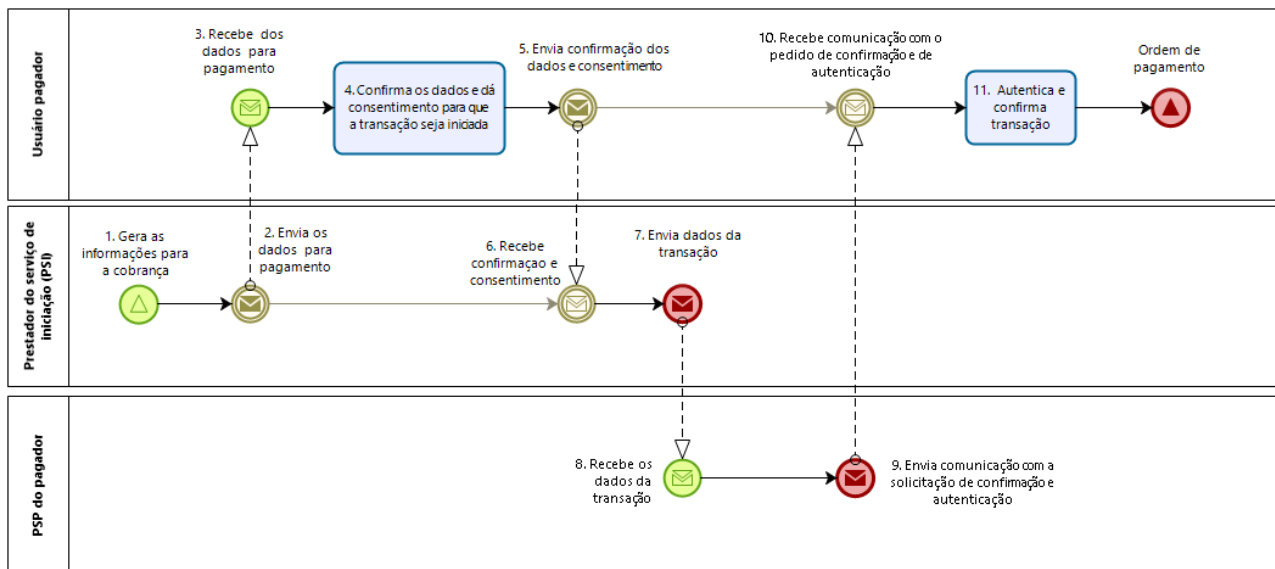 Usuário pagador
3. Recebe dos
dados para
pagamento
4. Confirma os dados e dá
consentimento para que
a transação seja iniciada
5. Envia confirmação dos
dados e consentimento
10. Recebe comunicação com o
pedido de confirmação e de
autenticação
11. Autentica e
confirma
transação
Ordem de
pagamento
Prestador do serviço de
iniciação (PSI)
1. Gera as
informações para
a cobrança
2. Envia os
dados para
pagamento
6. Recebe
confirmaçao e
consentimento
7. Envia dados da
transação
PSP do pagador
8. Recebe os
dados da
transação
9. Envia comunicação com a
solicitação de confirmação e
autenticação